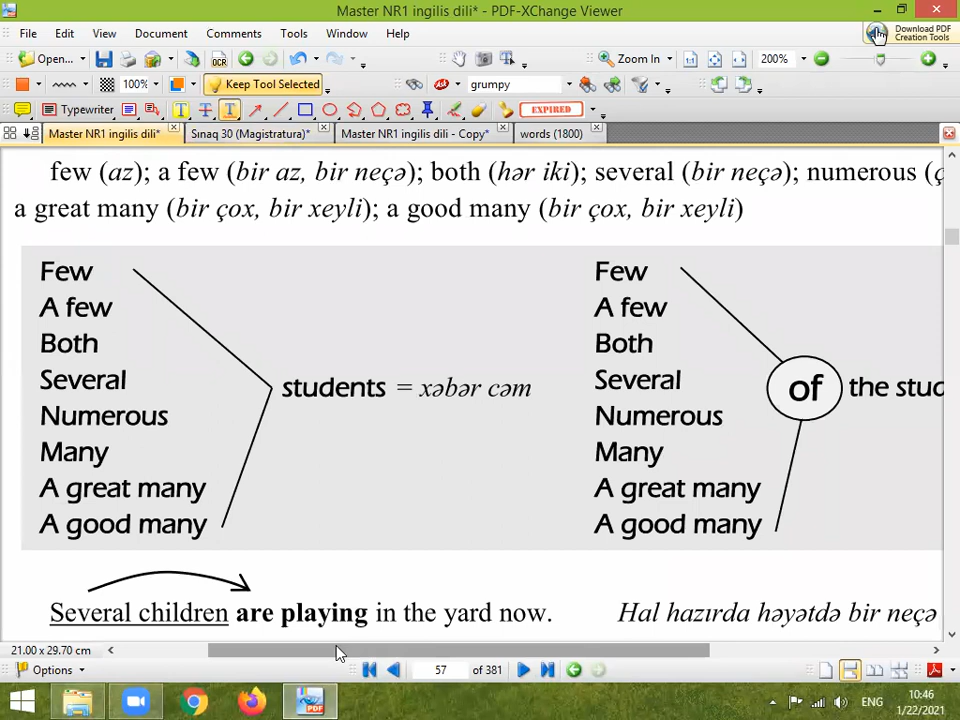 Master NR1 ingilis dili* - PDF-XChange Viewer
File Edit View Document Comments Tools Window Help
Download PDF Creation Tools
Open... OCR Zoom In 200%
100% Keep Tool Selected grumpy
Typewriter EXPIRED
Master NR1 ingilis dili* Sınaq 30 (Magistratura)* Master NR1 ingilis dili - Copy* words (1800)
few (az); a few (bir az, bir neçə); both (hər iki); several (bir neçə); numerous (ç
a great many (bir çox, bir xeyli); a good many (bir çox, bir xeyli)
Few
A few
Both
Several
Numerous
Many
A great many
A good many
students = xəbər cəm
Few
A few
Both
Several
Numerous
Many
A great many
A good many
of the stud
Several children are playing in the yard now. Hal hazırda həyətdə bir neçə
21.00 x 29.70 cm
Options 57 of 381
ENG 10:46
1/22/2021